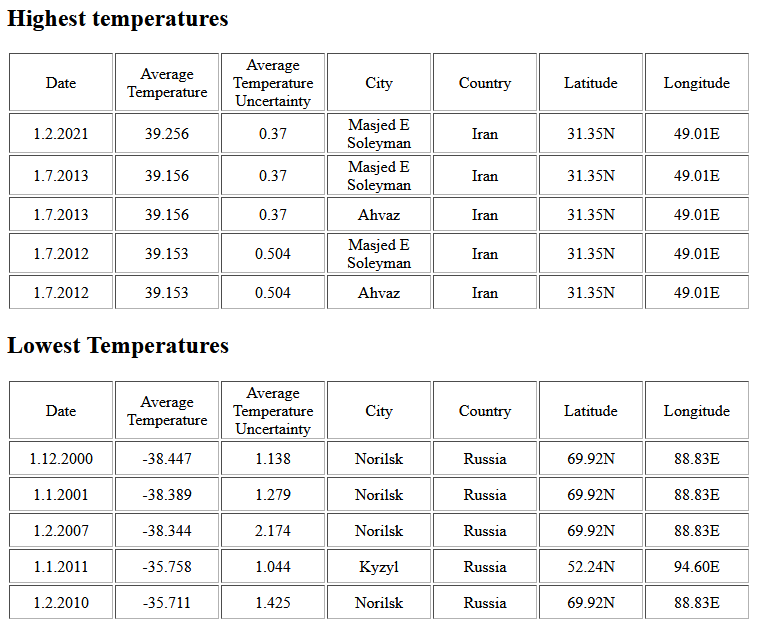 Highest temperatures
Date Average Temperature Average Temperature Uncertainty City Country Latitude Longitude
1.2.2021 39.256 0.37 Masjed E Soleyman Iran 31.35N 49.01E
1.7.2013 39.156 0.37 Masjed E Soleyman Iran 31.35N 49.01E
1.7.2013 39.156 0.37 Ahvaz Iran 31.35N 49.01E
1.7.2012 39.153 0.504 Masjed E Soleyman Iran 31.35N 49.01E
1.7.2012 39.153 0.504 Ahvaz Iran 31.35N 49.01E
Lowest Temperatures
Date Average Temperature Average Temperature Uncertainty City Country Latitude Longitude
1.12.2000 -38.447 1.138 Norilsk Russia 69.92N 88.83E
1.1.2001 -38.389 1.279 Norilsk Russia 69.92N 88.83E
1.2.2007 -38.344 2.174 Norilsk Russia 69.92N 88.83E
1.1.2011 -35.758 1.044 Kyzyl Russia 52.24N 94.60E
1.2.2010 -35.711 1.425 Norilsk Russia 69.92N 88.83E